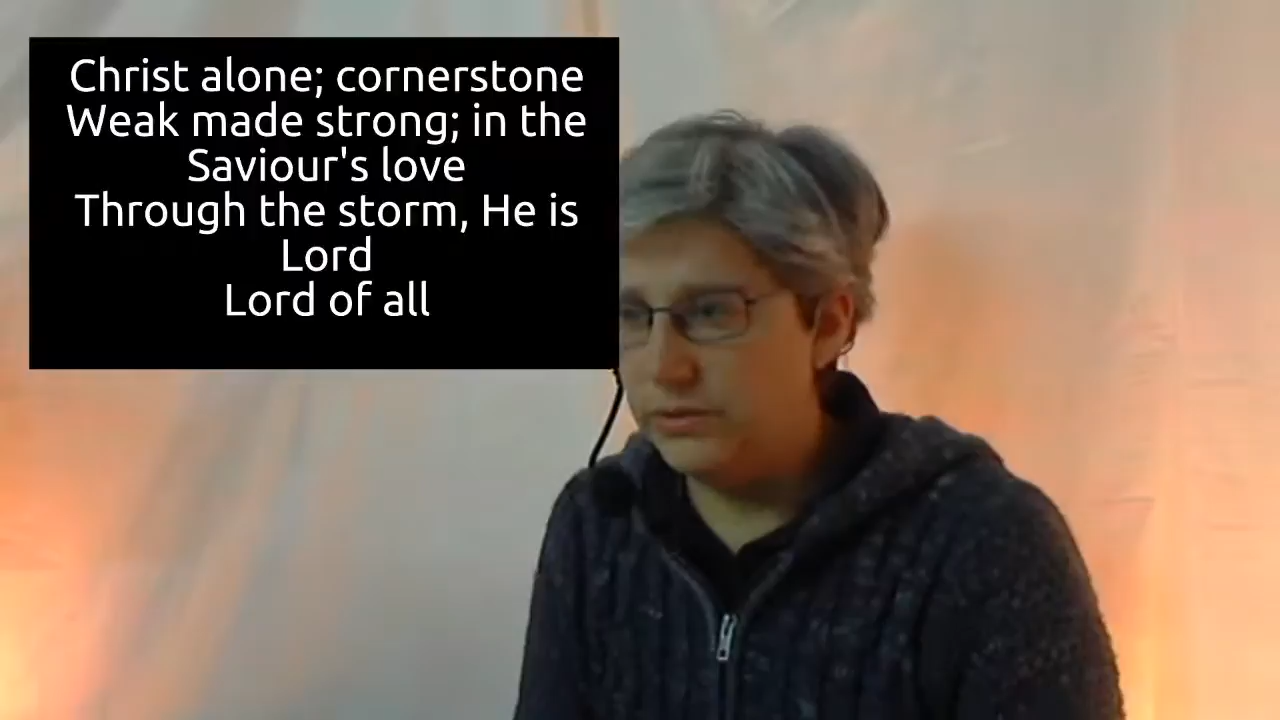 Christ alone; cornerstone
Weak made strong; in the
Saviour's love
Through the storm, He is
Lord
Lord of all